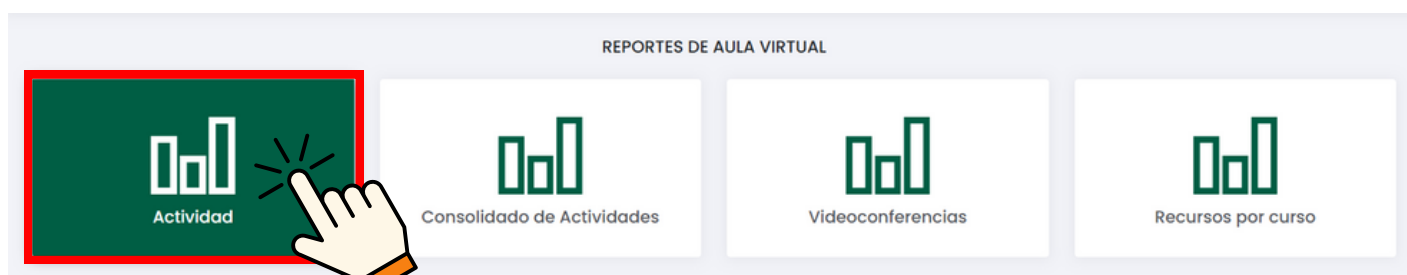 REPORTES DE AULA VIRTUAL
Actividad
Consolidado de Actividades
Videoconferencias
Recursos por curso